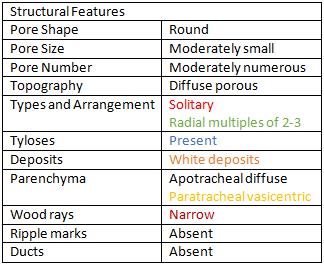 Structural Features
Pore Shape Round
Pore Size Moderately small
Pore Number Moderately numerous
Topography Diffuse porous
Types and Arrangement Solitary
Radial multiples of 2-3
Tyloses Present
Deposits White deposits
Parenchyma Apotracheal diffuse
Paratracheal vasicentric
Wood rays Narrow
Ripple marks Absent
Ducts Absent